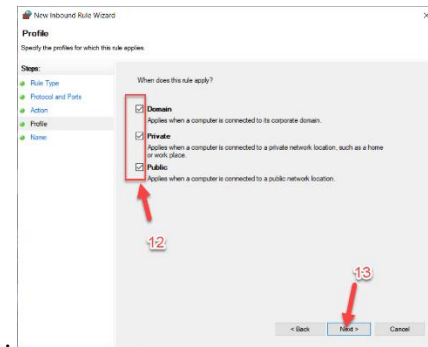 New Inbound Rule Wizard
Profile
Specify the profiles for which this rule applies.
Steps:
Rule Type
Protocol and Ports
Action
Profile
Name
When does this rule apply?
Domain
Applies when a computer is connected to its corporate domain.
Private
Applies when a computer is connected to a private network location, such as a home
or work place.
Public
Applies when a computer is connected to a public network location.
12
13
< Back Next > Cancel